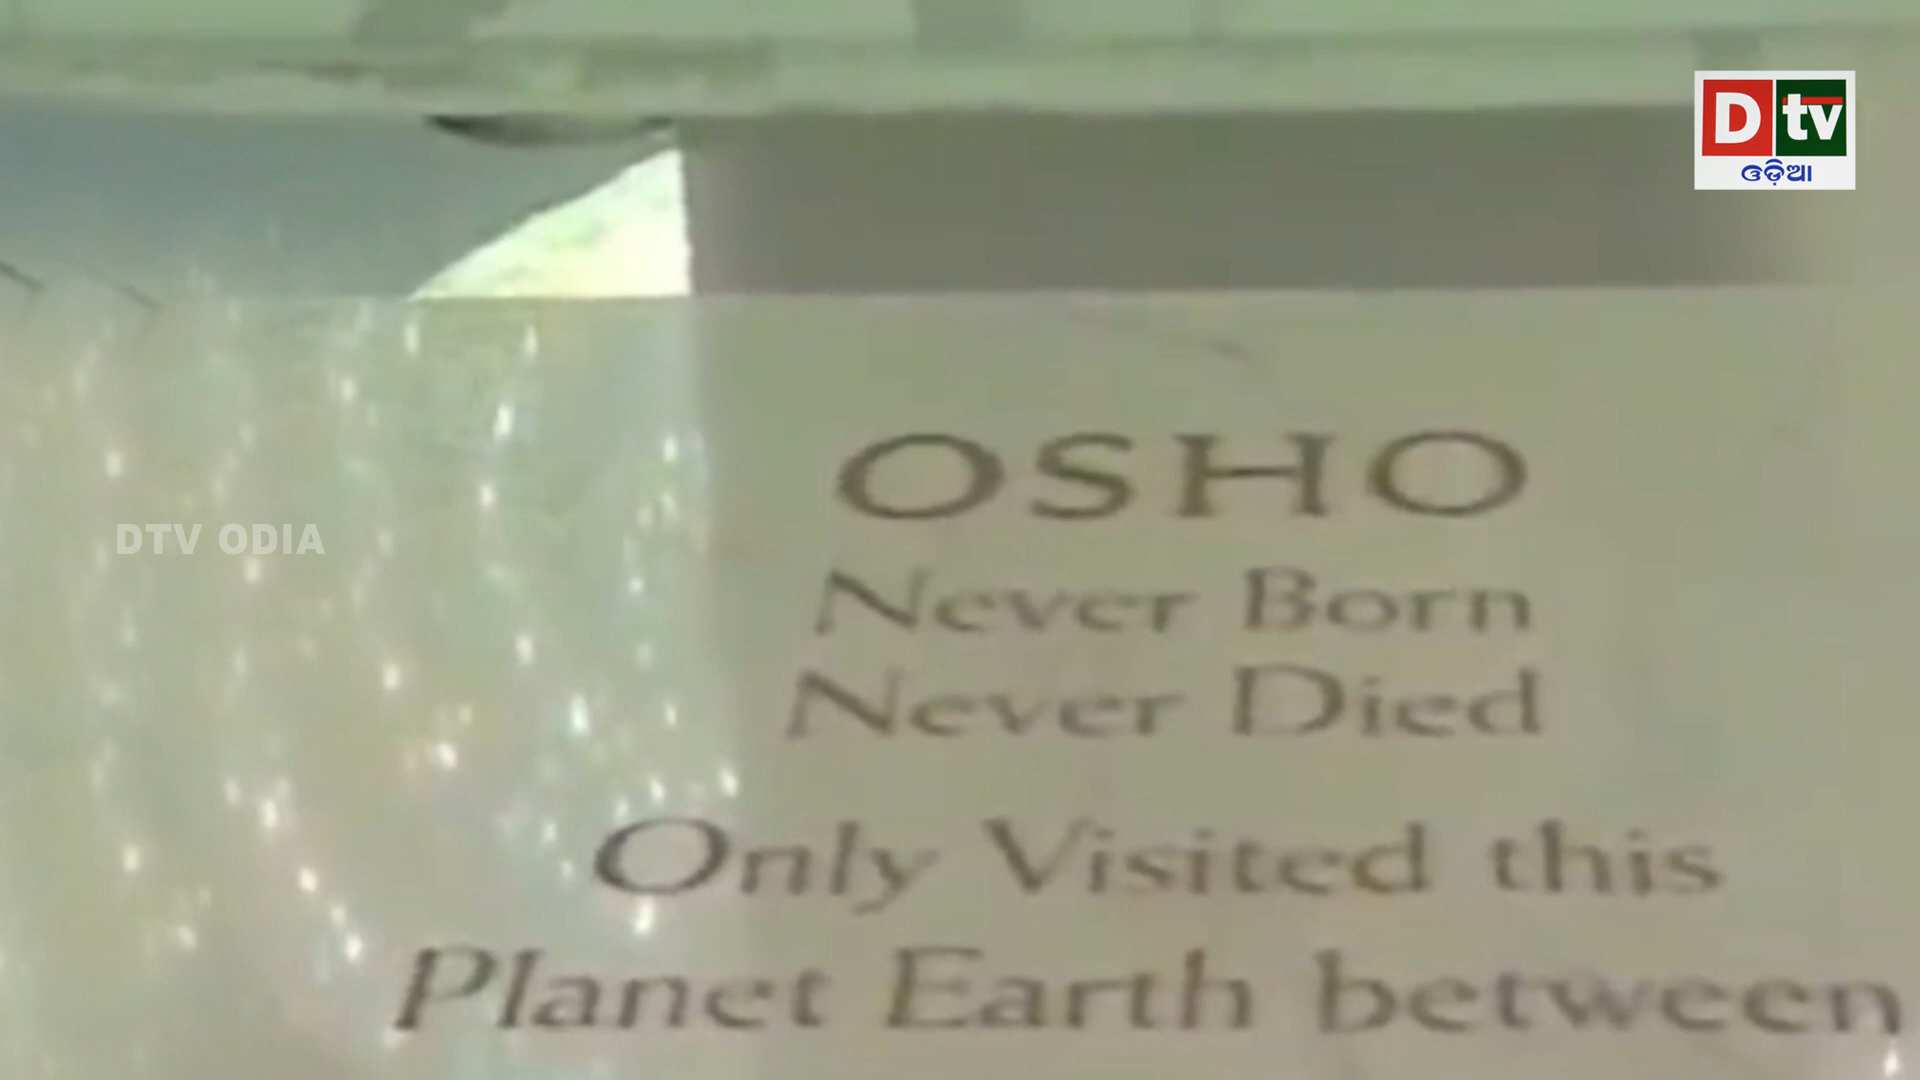 Dtv
ଓଡ଼ିଆ
OSHO
DTV ODIA
Never Born
Never Died
Only Visited this
Planet Earth between